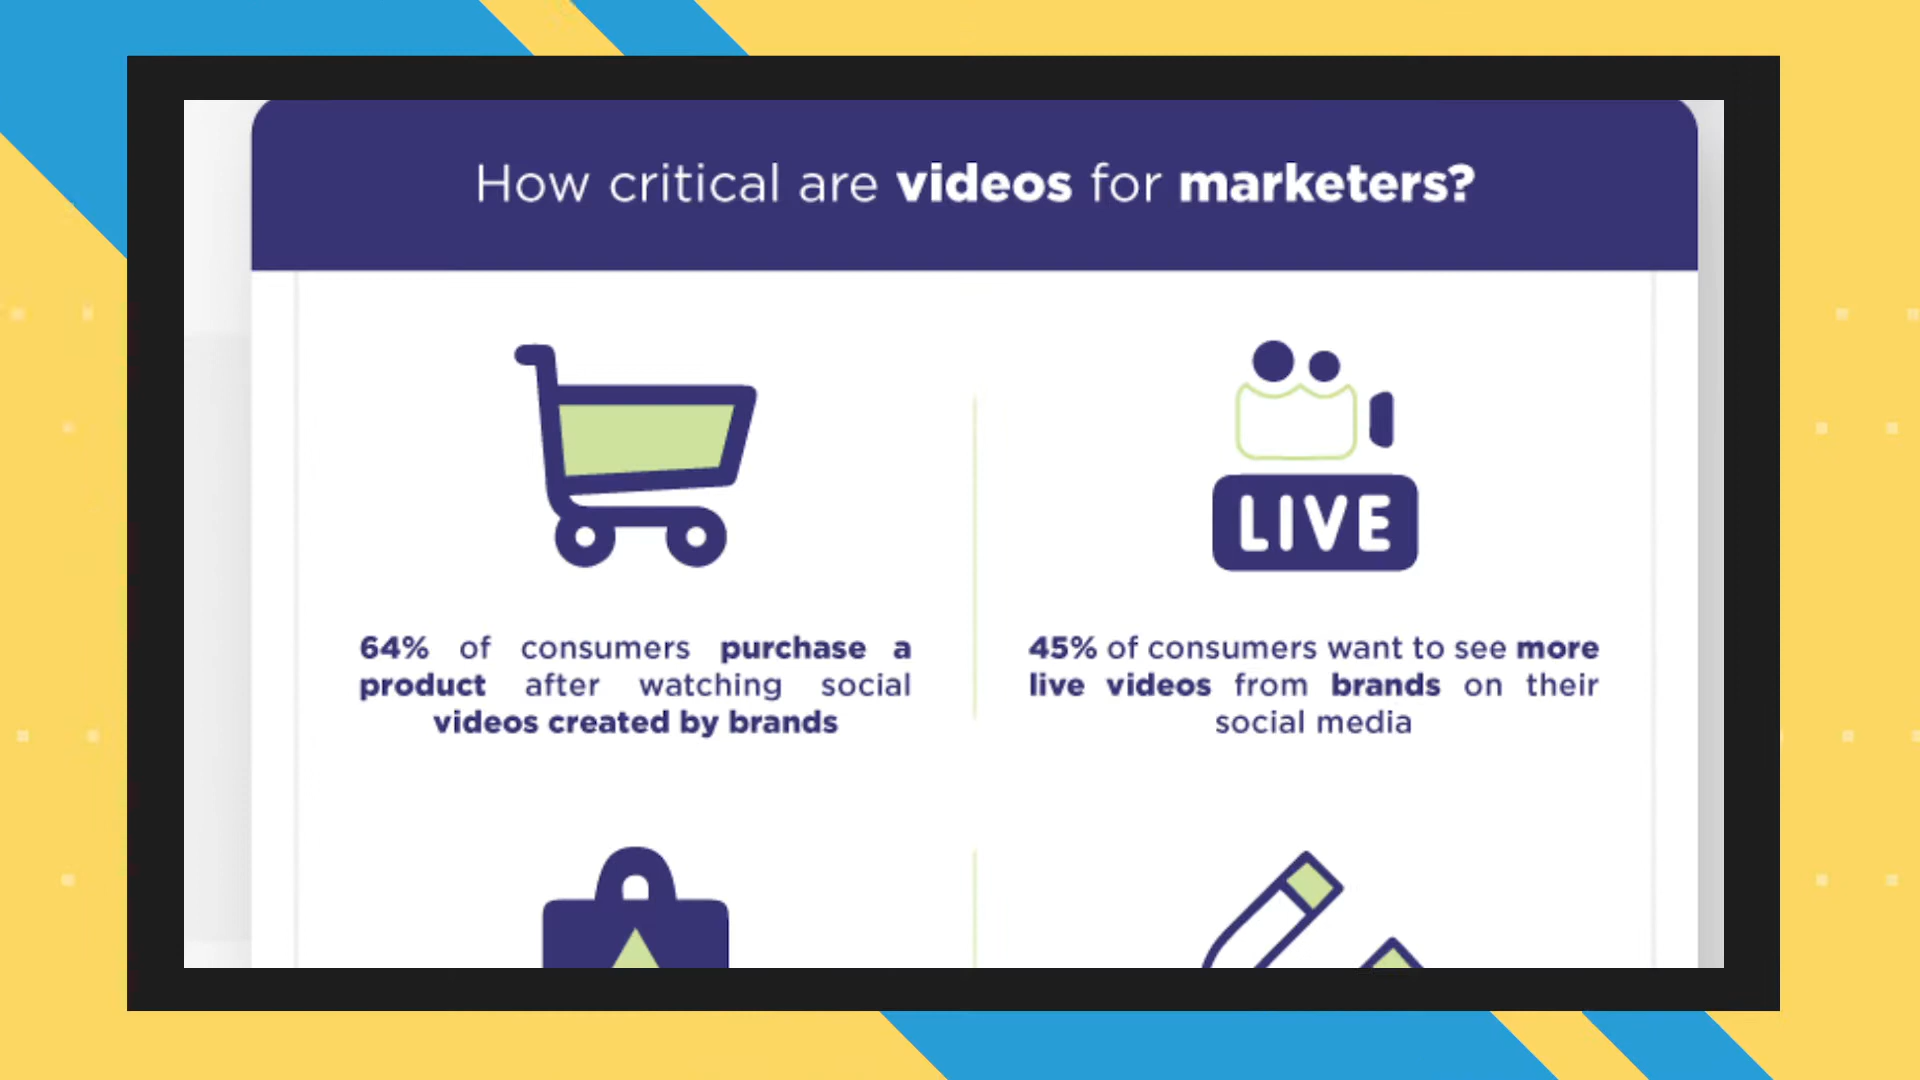 How critical are videos for marketers?
LIVE
64% of consumers purchase a
product after watching social
videos created by brands
45% of consumers want to see more
live videos from brands on their
social media